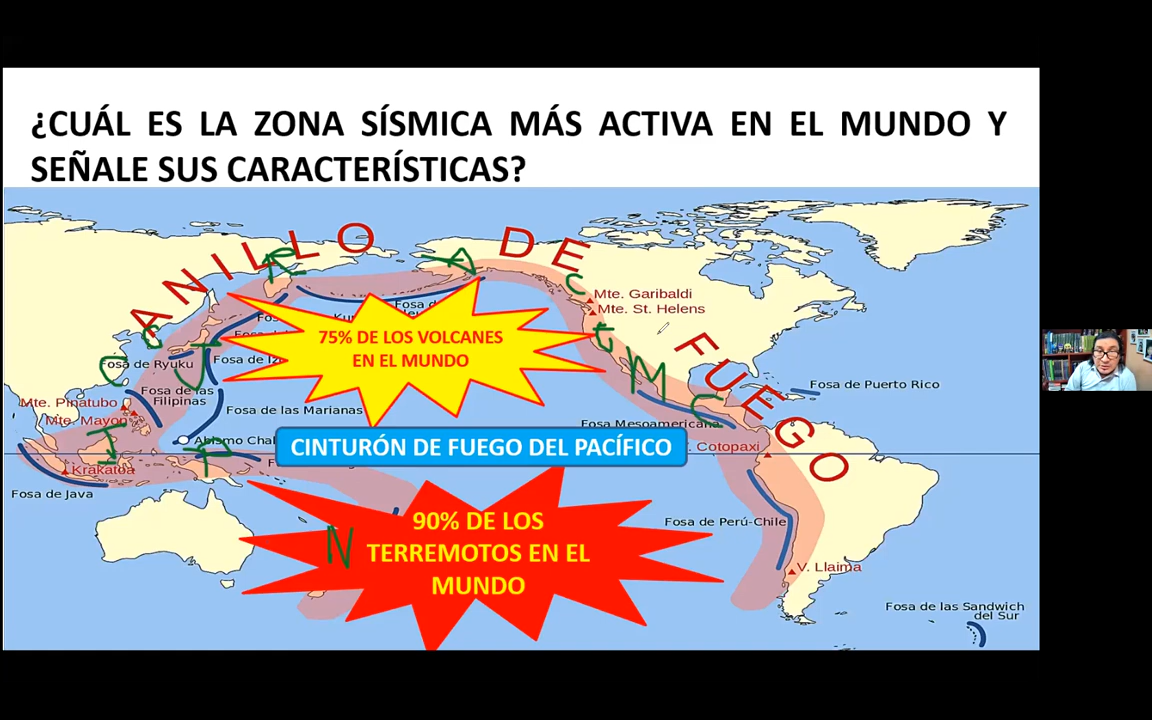 ¿CUÁL ES LA ZONA SÍSMICA MÁS ACTIVA EN EL MUNDO Y
SEÑALE SUS CARACTERÍSTICAS?
ANILLO DE FUEGO
Mte. Garibaldi
Mte. St. Helens
75% DE LOS VOLCANES
EN EL MUNDO
Fosa de Ryukyu
Fosa de
Fosa de las
Filipinas
Fosa de Puerto Rico
Mte. Pinatubo
Mte. Mayon
Fosa de las Marianas
Fosa Mesoamericana
Abismo
CINTURÓN DE FUEGO DEL PACÍFICO
Cotopaxi
Krakatoa
Fosa de Java
90% DE LOS
TERREMOTOS EN EL
MUNDO
Fosa de Perú-Chile
V. Llaima
Fosa de las Sandwich
del Sur
R
A
C
J
M
C
I
P
N